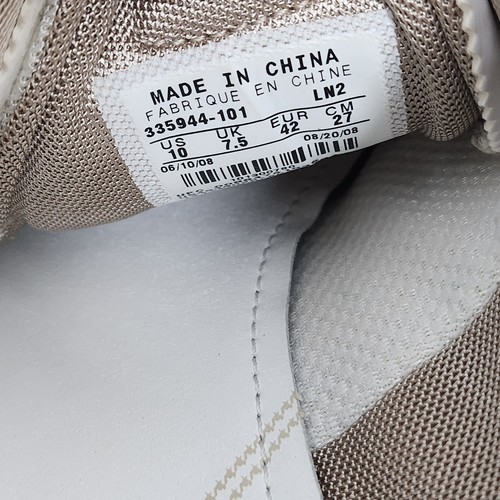 MADE IN CHINA
FABRIQUE EN CHINE
335944-101 LN2
US UK EUR CM
10 7.5 42 27
06/10/08 08/20/08